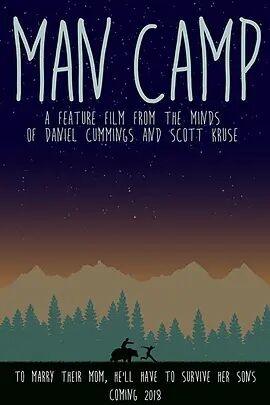 MAN CAMP
A FEATURE FILM FROM THE MINDS
OF DANIEL CUMMINGS AND SCOTT KRUSE
TO MARRY THEIR MOM, HE'LL HAVE TO SURVIVE HER SONS
COMING 2018